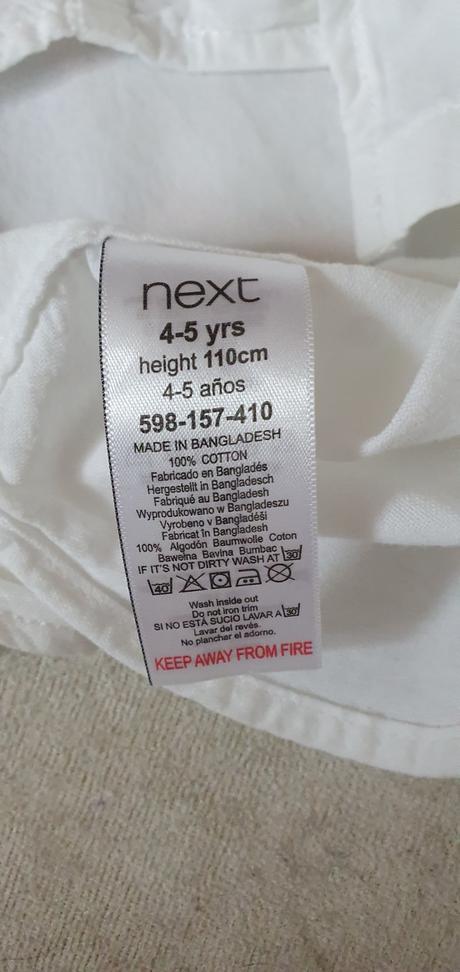 next
4-5 yrs
height 110cm
4-5 años
598-157-410
MADE IN BANGLADESH
100% COTTON
Fabricado en Bangladés
Hergestellt in Bangladesch
Fabriqué au Bangladesh
Wyprodukowano w Bangladeszu
Vyrobeno v Bangladéši
Fabricat în Bangladesh
100% Algodón Baumwolle Coton
Bawełna Bavlna Bumbac
IF IT'S NOT DIRTY WASH AT 30°
40°
Wash inside out
Do not iron trim
SI NO ESTÁ SUCIO LAVAR A 30°
Lavar del revés.
No planchar el adorno.
KEEP AWAY FROM FIRE